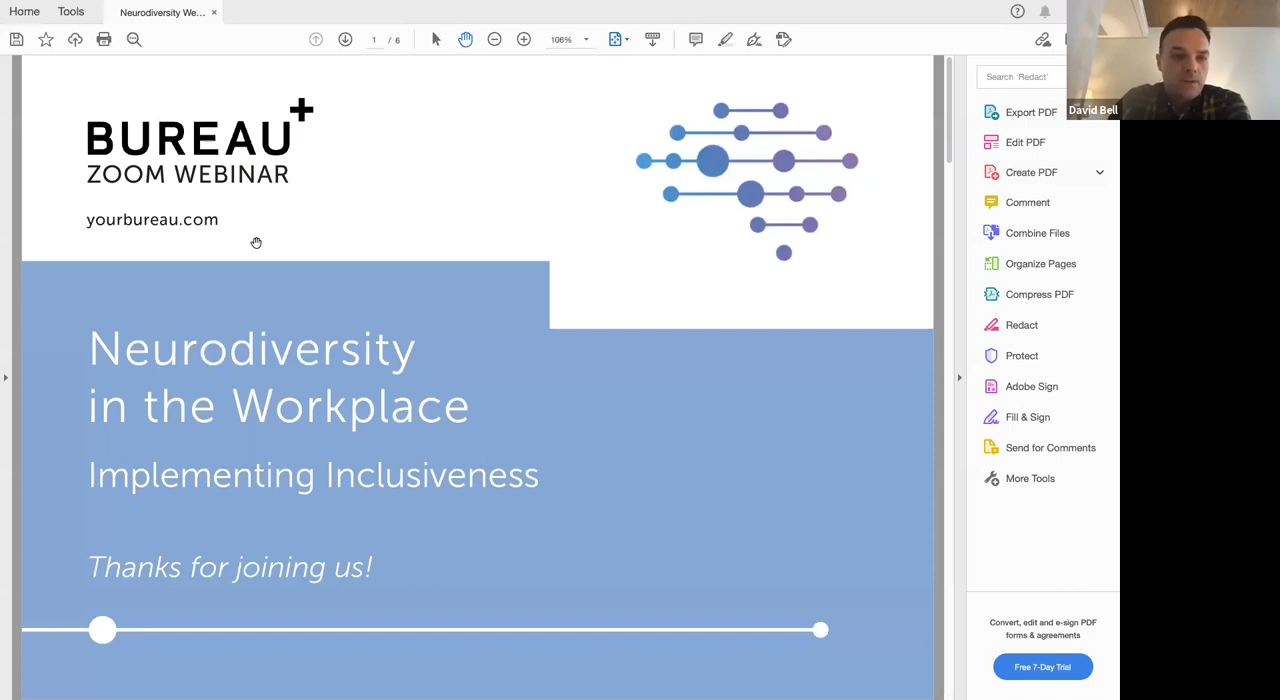 Home
Tools
Neurodiversity We... ×
1 / 6
106%
Search 'Redact'
David Bell
BUREAU+
ZOOM WEBINAR
yourbureau.com
Neurodiversity
in the Workplace
Implementing Inclusiveness
Thanks for joining us!
Export PDF
Edit PDF
Create PDF
Comment
Combine Files
Organize Pages
Compress PDF
Redact
Protect
Adobe Sign
Fill & Sign
Send for Comments
More Tools
Convert, edit and e-sign PDF
forms & agreements
Free 7-Day Trial